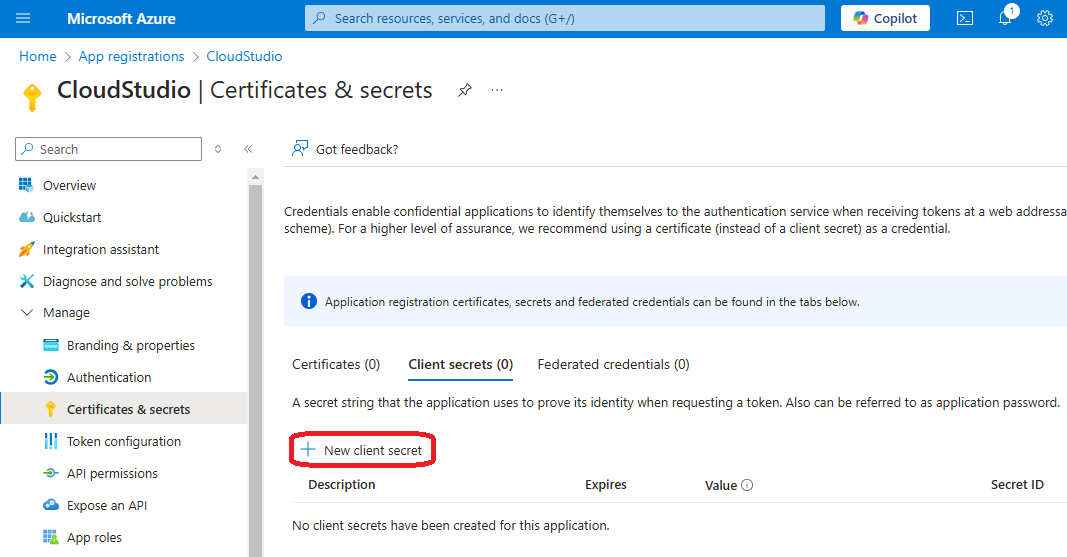 Microsoft Azure
Search resources, services, and docs (G+/)
Copilot
1
Home > App registrations > CloudStudio
CloudStudio | Certificates & secrets
Search
Got feedback?
Overview
Quickstart
Integration assistant
Diagnose and solve problems
Manage
Branding & properties
Authentication
Certificates & secrets
Token configuration
API permissions
Expose an API
App roles
Credentials enable confidential applications to identify themselves to the authentication service when receiving tokens at a web addressa
scheme). For a higher level of assurance, we recommend using a certificate (instead of a client secret) as a credential.
Application registration certificates, secrets and federated credentials can be found in the tabs below.
Certificates (0) Client secrets (0) Federated credentials (0)
A secret string that the application uses to prove its identity when requesting a token. Also can be referred to as application password.
New client secret
Description Expires Value Secret ID
No client secrets have been created for this application.